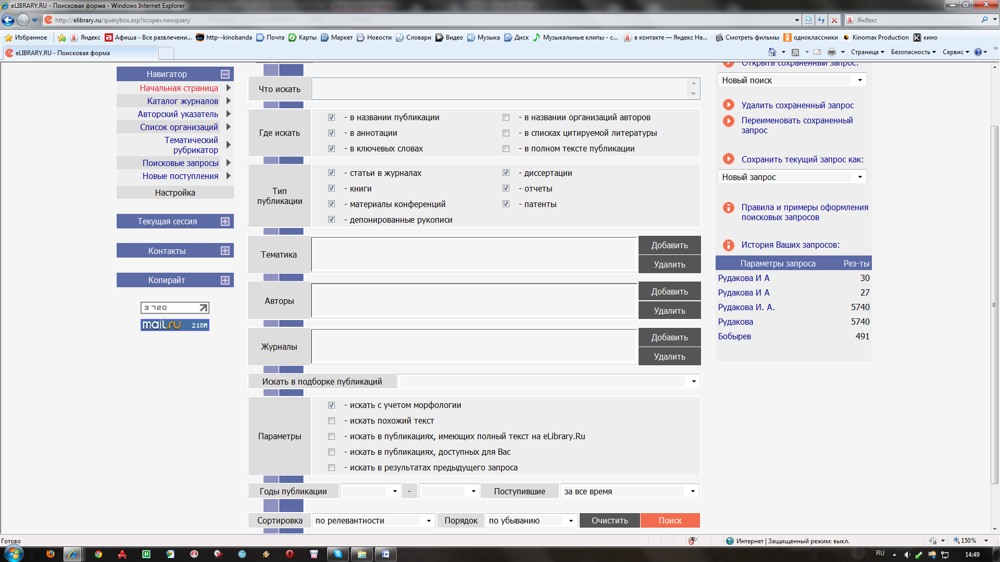 eLIBRARY.RU - Поисковая форма - Windows Internet Explorer
http://elibrary.ru/querybox.asp?scope=newquery
Яндекс
Избранное
Яндекс
Афиша - Все развлечени...
http--kinobanda
Почта
Карты
Маркет
Новости
Словари
Видео
Музыка
Диск
Музыкальные клипы - с...
в контакте — Яндекс На...
Смотреть фильмы
одноклассники
Kinomax Production
кино
eLIBRARY.RU - Поисковая форма
Страница
Безопасность
Сервис
Навигатор
Начальная страница
Каталог журналов
Авторский указатель
Список организаций
Тематический
рубрикатор
Поисковые запросы
Новые поступления
Настройка
Текущая сессия
Контакты
Копирайт
3 720
mail.ru 218M
Что искать
Где искать
- в названии публикации
- в названии организаций авторов
- в аннотации
- в списках цитируемой литературы
- в ключевых словах
- в полном тексте публикации
Тип
публикации
- статьи в журналах
- диссертации
- книги
- отчеты
- материалы конференций
- патенты
- депонированные рукописи
Тематика
Добавить
Удалить
Авторы
Добавить
Удалить
Журналы
Добавить
Удалить
Искать в подборке публикаций
Параметры
- искать с учетом морфологии
- искать похожий текст
- искать в публикациях, имеющих полный текст на eLibrary.Ru
- искать в публикациях, доступных для Вас
- искать в результатах предыдущего запроса
Годы публикации
-
Поступившие
за все время
Сортировка
по релевантности
Порядок
по убыванию
Очистить
Поиск
Открыть сохраненный запрос:
Новый поиск
Удалить сохраненный запрос
Переименовать сохраненный
запрос
Сохранить текущий запрос как:
Новый запрос
Правила и примеры оформления
поисковых запросов
История Ваших запросов:
Параметры запроса Рез-ты
Рудакова И А 30
Рудакова И А 27
Рудакова И. А. 5740
Рудакова 5740
Бобырев 491
Готово
Интернет | Защищенный режим: выкл.
150%
RU
14:49